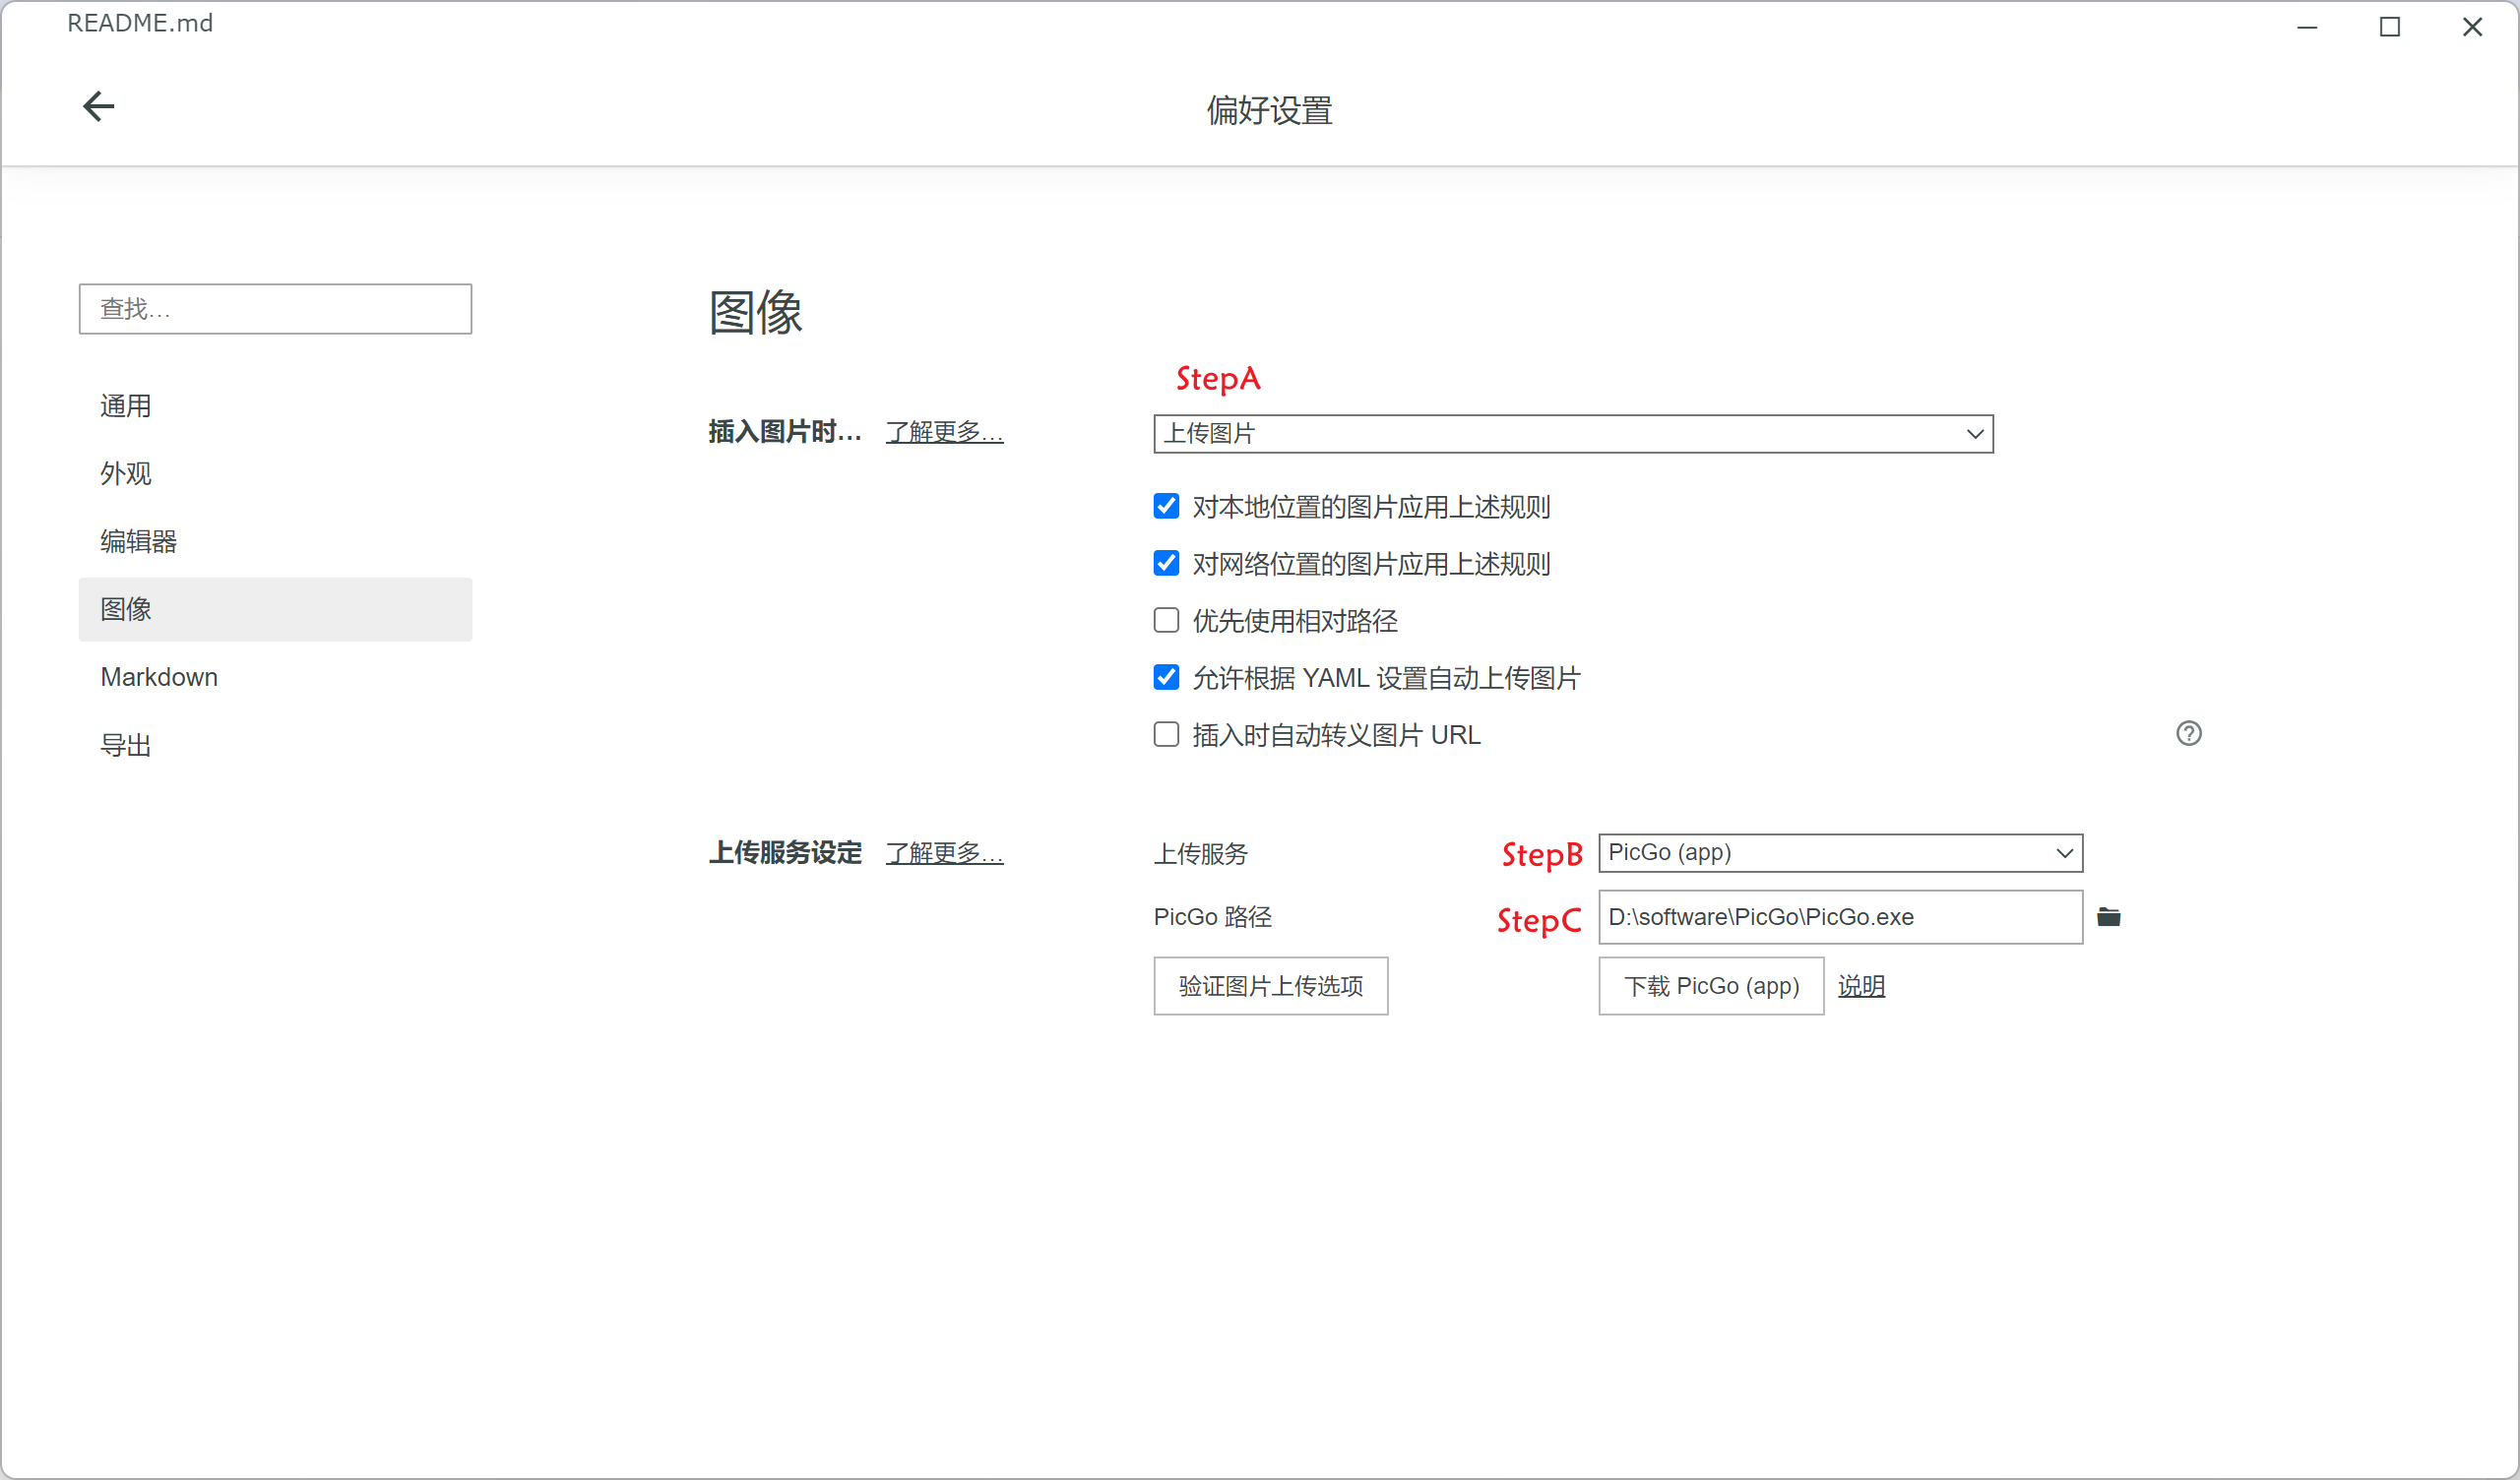 README.md
偏好设置
查找...
通用
外观
编辑器
图像
Markdown
导出
图像
StepA
插入图片时... 了解更多... 上传图片
对本地位置的图片应用上述规则
对网络位置的图片应用上述规则
优先使用相对路径
允许根据 YAML 设置自动上传图片
插入时自动转义图片 URL
上传服务设定 了解更多... 上传服务 StepB PicGo (app)
PicGo 路径 StepC D:\software\PicGo\PicGo.exe
验证图片上传选项 下载 PicGo (app) 说明